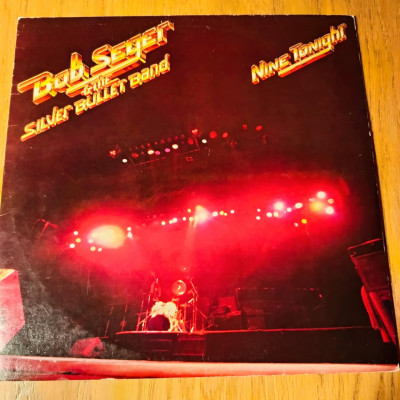 Bob Seger
& the
Silver Bullet Band
Nine Tonight